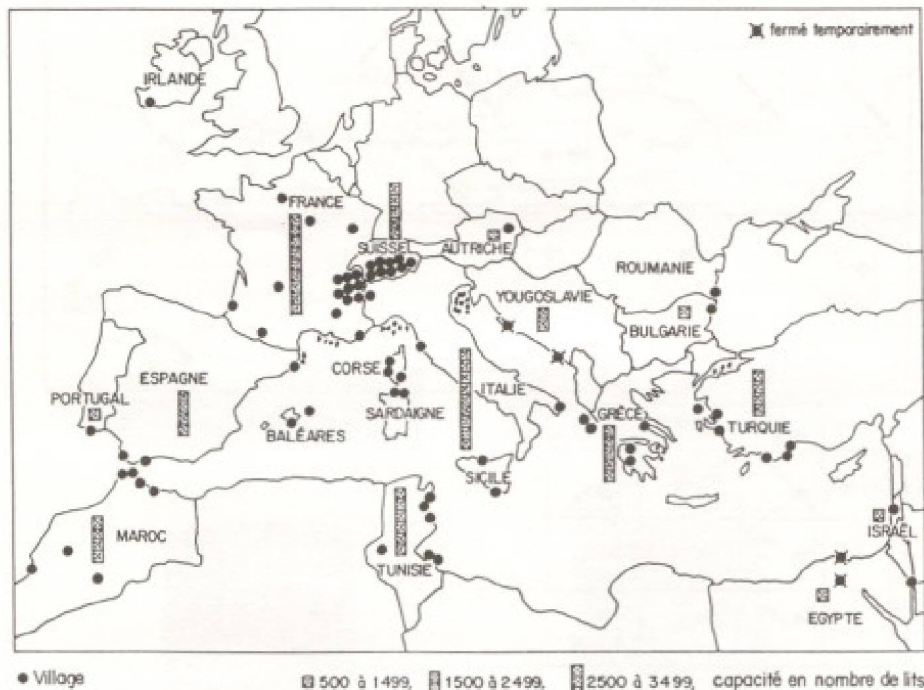 fermé temporairement
IRLANDE
FRANCE
SUISSE
AUTRICHE
ROUMANIE
YOUGOSLAVIE
BULGARIE
CORSE
ITALIE
ESPAGNE
PORTUGAL
SARDAIGNE
GRÈCE
TURQUIE
BALÉARES
SICILE
ISRAËL
MAROC
TUNISIE
EGYPTE
Village 500 à 1499, 1500 à 2499, 2500 à 3499, capacité en nombre de lits